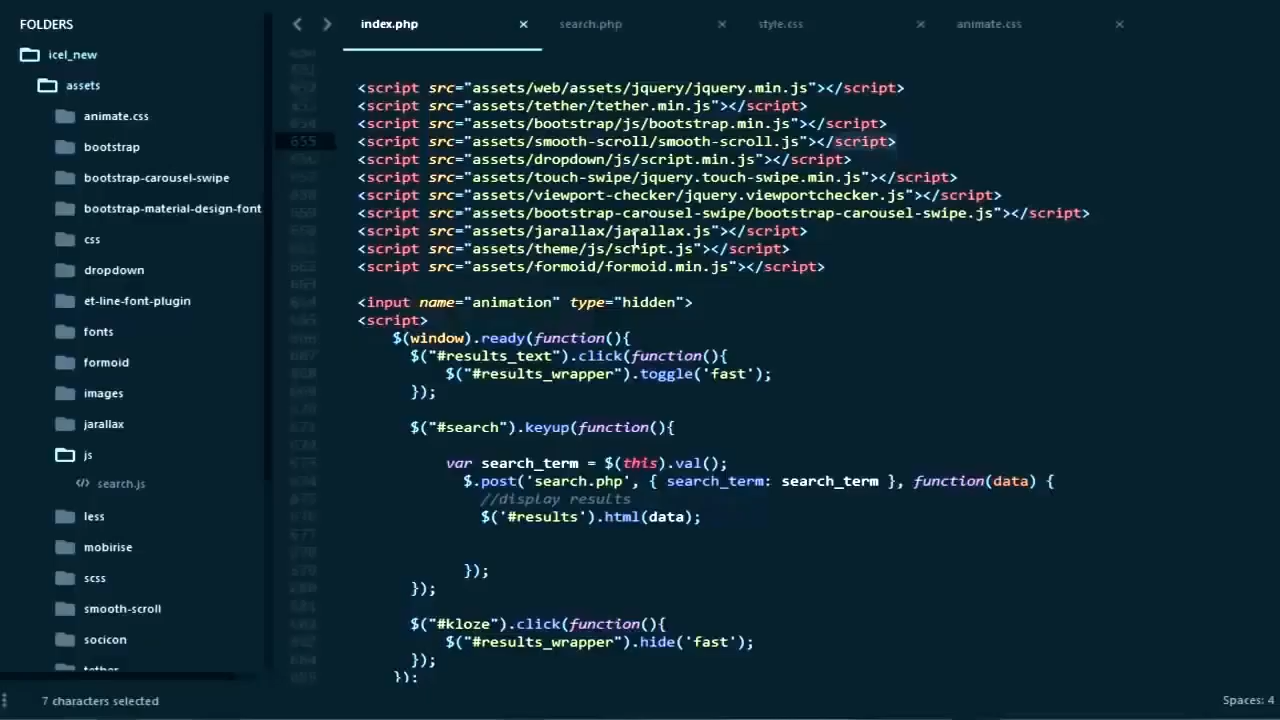 FOLDERS
icel_new
assets
animate.css
bootstrap
bootstrap-carousel-swipe
bootstrap-material-design-font
css
dropdown
et-line-font-plugin
fonts
formoid
images
jarallax
js
search.js
less
mobirise
scss
smooth-scroll
socicon
tether
index.php
search.php
style.css
animate.css
<script src="assets/web/assets/jquery/jquery.min.js"></script>
<script src="assets/tether/tether.min.js"></script>
<script src="assets/bootstrap/js/bootstrap.min.js"></script>
655 <script src="assets/smooth-scroll/smooth-scroll.js"></script>
<script src="assets/dropdown/js/script.min.js"></script>
<script src="assets/touch-swipe/jquery.touch-swipe.min.js"></script>
<script src="assets/viewport-checker/jquery.viewportchecker.js"></script>
<script src="assets/bootstrap-carousel-swipe/bootstrap-carousel-swipe.js"></script>
<script src="assets/jarallax/jarallax.js"></script>
<script src="assets/theme/js/script.js"></script>
<script src="assets/formoid/formoid.min.js"></script>
<input name="animation" type="hidden">
<script>
$(window).ready(function(){
$("#results_text").click(function(){
$("#results_wrapper").toggle('fast');
});
$("#search").keyup(function(){
var search_term = $(this).val();
$.post('search.php', { search_term: search_term }, function(data) {
//display results
$('#results').html(data);
});
});
$("#kloze").click(function(){
$("#results_wrapper").hide('fast');
});
});
7 characters selected
Spaces: 4